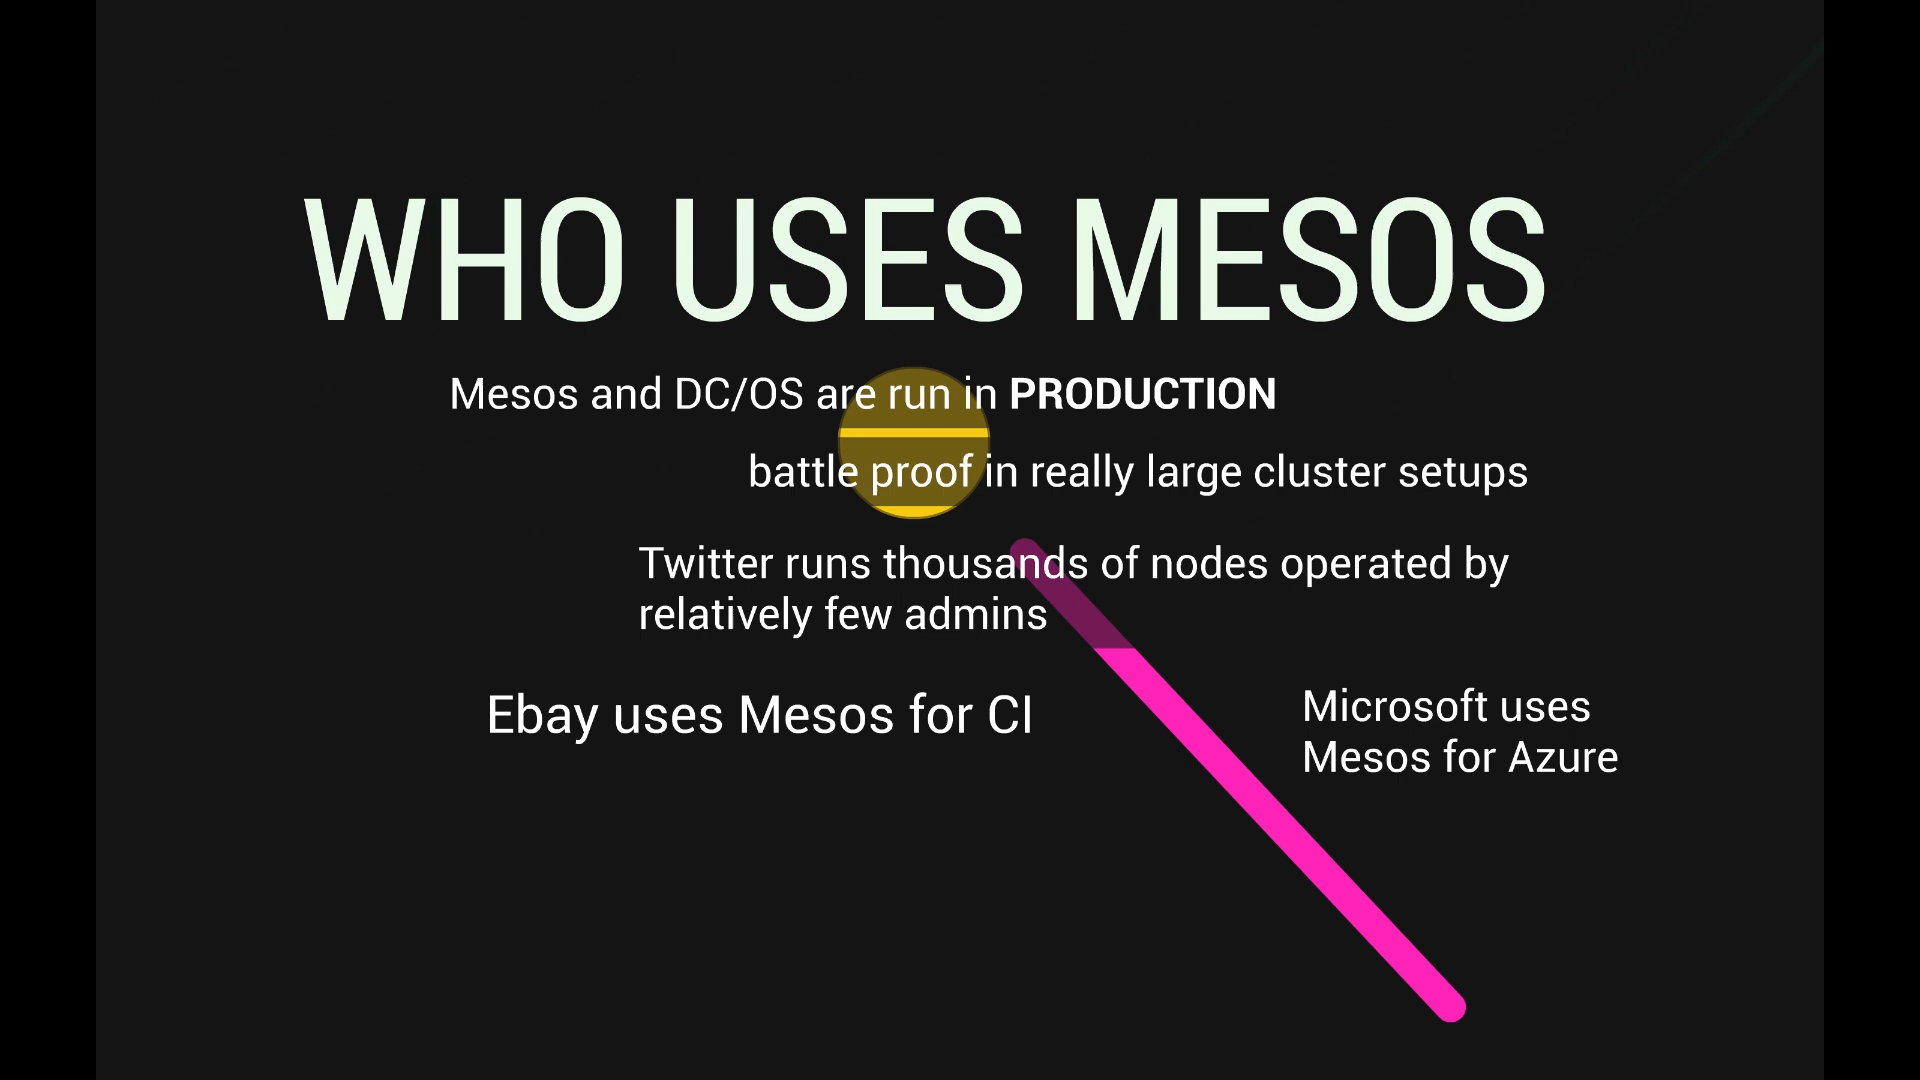 WHO USES MESOS
Mesos and DC/OS are run in PRODUCTION
battle proof in really large cluster setups
Twitter runs thousands of nodes operated by
relatively few admins
Ebay uses Mesos for CI
Microsoft uses
Mesos for Azure